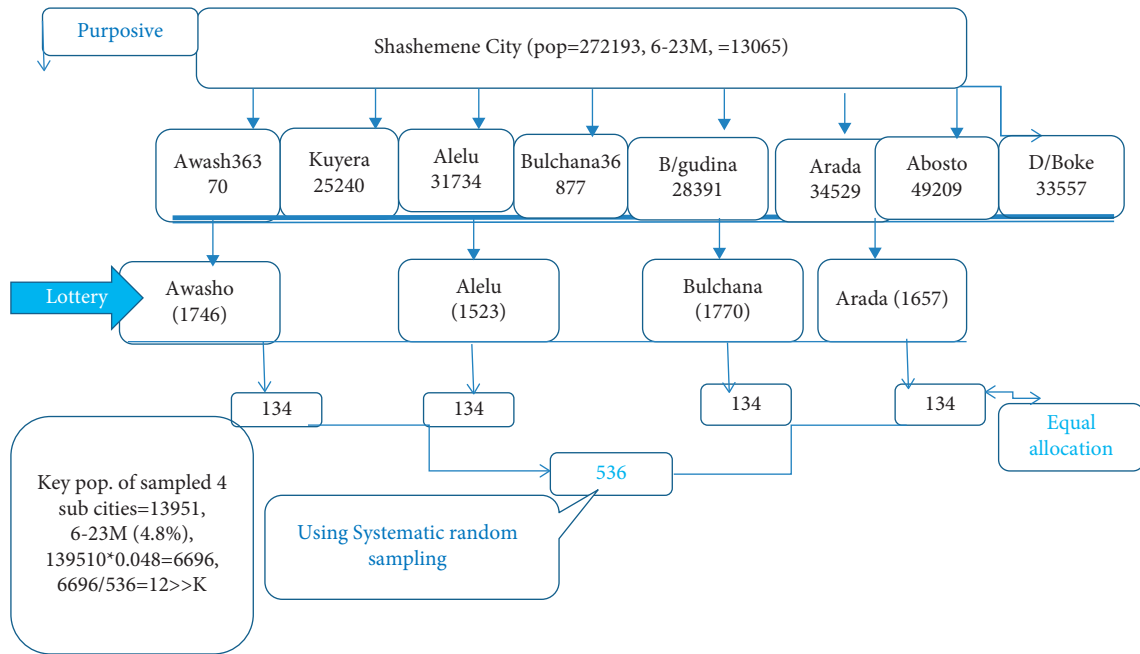 Purposive
Shashemene City (pop=272193, 6-23M, =13065)
Awash363
70
Kuyera
25240
Alelu
31734
Bulchana36
877
B/gudina
28391
Arada
34529
Abosto
49209
D/Boke
33557
Lottery
Awasho
(1746)
Alelu
(1523)
Bulchana
(1770)
Arada (1657)
134
134
134
134
Equal
allocation
536
Key pop. of sampled 4
sub cities=13951,
6-23M (4.8%),
139510*0.048=6696,
6696/536=12>>K
Using Systematic random
sampling